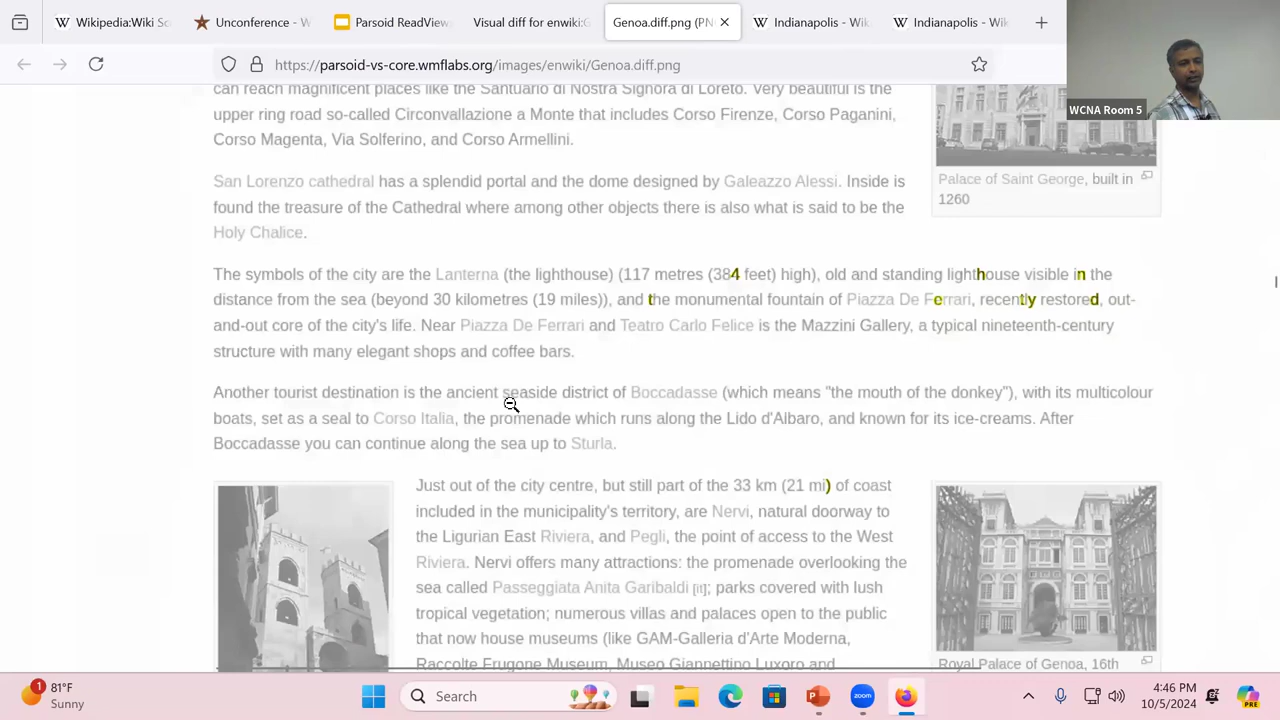 Wikipedia:Wiki Sc
Unconference - W
Parsoid ReadView
Visual diff for enwiki:G
Genoa.diff.png (PN
Indianapolis - Wik
Indianapolis - Wik
https://parsoid-vs-core.wmflabs.org/images/enwiki/Genoa.diff.png
WCNA Room 5
can reach magnificent places like the Santuario di Nostra Signora di Loreto. Very beautiful is the
upper ring road so-called Circonvallazione a Monte that includes Corso Firenze, Corso Paganini,
Corso Magenta, Via Solferino, and Corso Armellini.
Palace of Saint George, built in
1260
San Lorenzo cathedral has a splendid portal and the dome designed by Galeazzo Alessi. Inside is
found the treasure of the Cathedral where among other objects there is also what is said to be the
Holy Chalice.
The symbols of the city are the Lanterna (the lighthouse) (117 metres (384 feet) high), old and standing lighthouse visible in the
distance from the sea (beyond 30 kilometres (19 miles)), and the monumental fountain of Piazza De Ferrari, recently restored, out-
and-out core of the city's life. Near Piazza De Ferrari and Teatro Carlo Felice is the Mazzini Gallery, a typical nineteenth-century
structure with many elegant shops and coffee bars.
Another tourist destination is the ancient seaside district of Boccadasse (which means "the mouth of the donkey"), with its multicolour
boats, set as a seal to Corso Italia, the promenade which runs along the Lido d'Albaro, and known for its ice-creams. After
Boccadasse you can continue along the sea up to Sturla.
Just out of the city centre, but still part of the 33 km (21 mi) of coast
included in the municipality's territory, are Nervi, natural doorway to
the Ligurian East Riviera, and Pegli, the point of access to the West
Riviera. Nervi offers many attractions: the promenade overlooking the
sea called Passeggiata Anita Garibaldi [it]; parks covered with lush
tropical vegetation; numerous villas and palaces open to the public
that now house museums (like GAM-Galleria d'Arte Moderna,
Raccolte Frugone Museum, Museo Giannettino Luxoro and
Royal Palace of Genoa, 16th
1
81°F
Sunny
Search
4:46 PM
10/5/2024
PRE